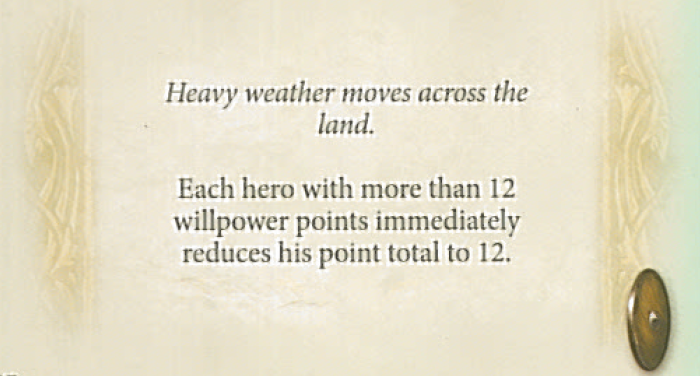 Heavy weather moves across the
land.
Each hero with more than 12
willpower points immediately
reduces his point total to 12.